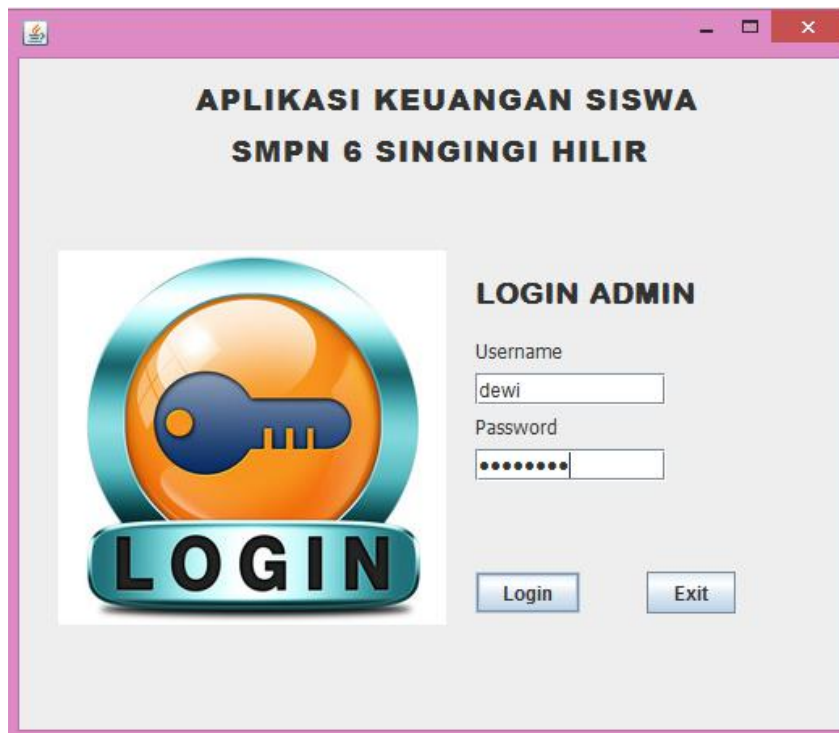 APLIKASI KEUANGAN SISWA
SMPN 6 SINGINGI HILIR
LOGIN ADMIN
Username
dewi
Password
••••••••
LOGIN
Login
Exit